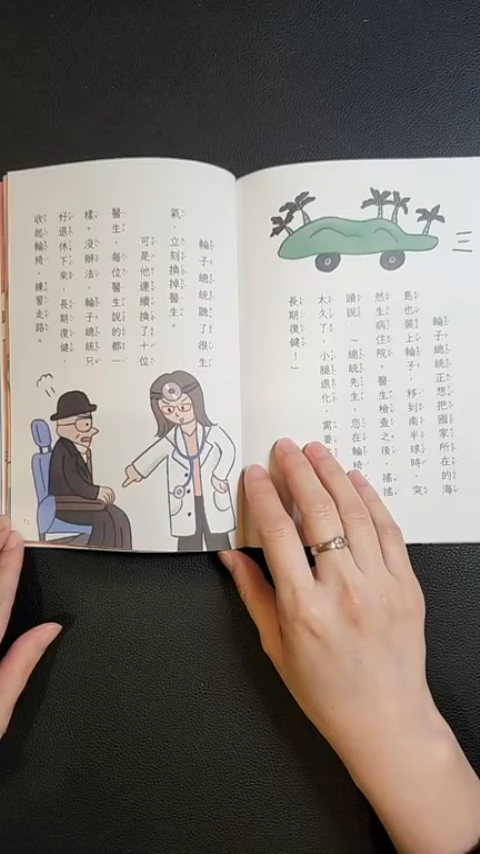 輪子總統正想把國家所在的海
島也裝上輪子，移到南半球時，突
然生病住院。醫生檢查之後，搖搖
頭說：「總統先生，您在輪椅
太久了，小腿退化，需要
長期復健！」
輪子總統聽了很生
氣，立刻換掉醫生。
可是他連續換了十位
醫生，每位醫生說的都一
樣。沒辦法，輪子總統只
好退休下來，長期復健，
收起輪椅，練習走路。